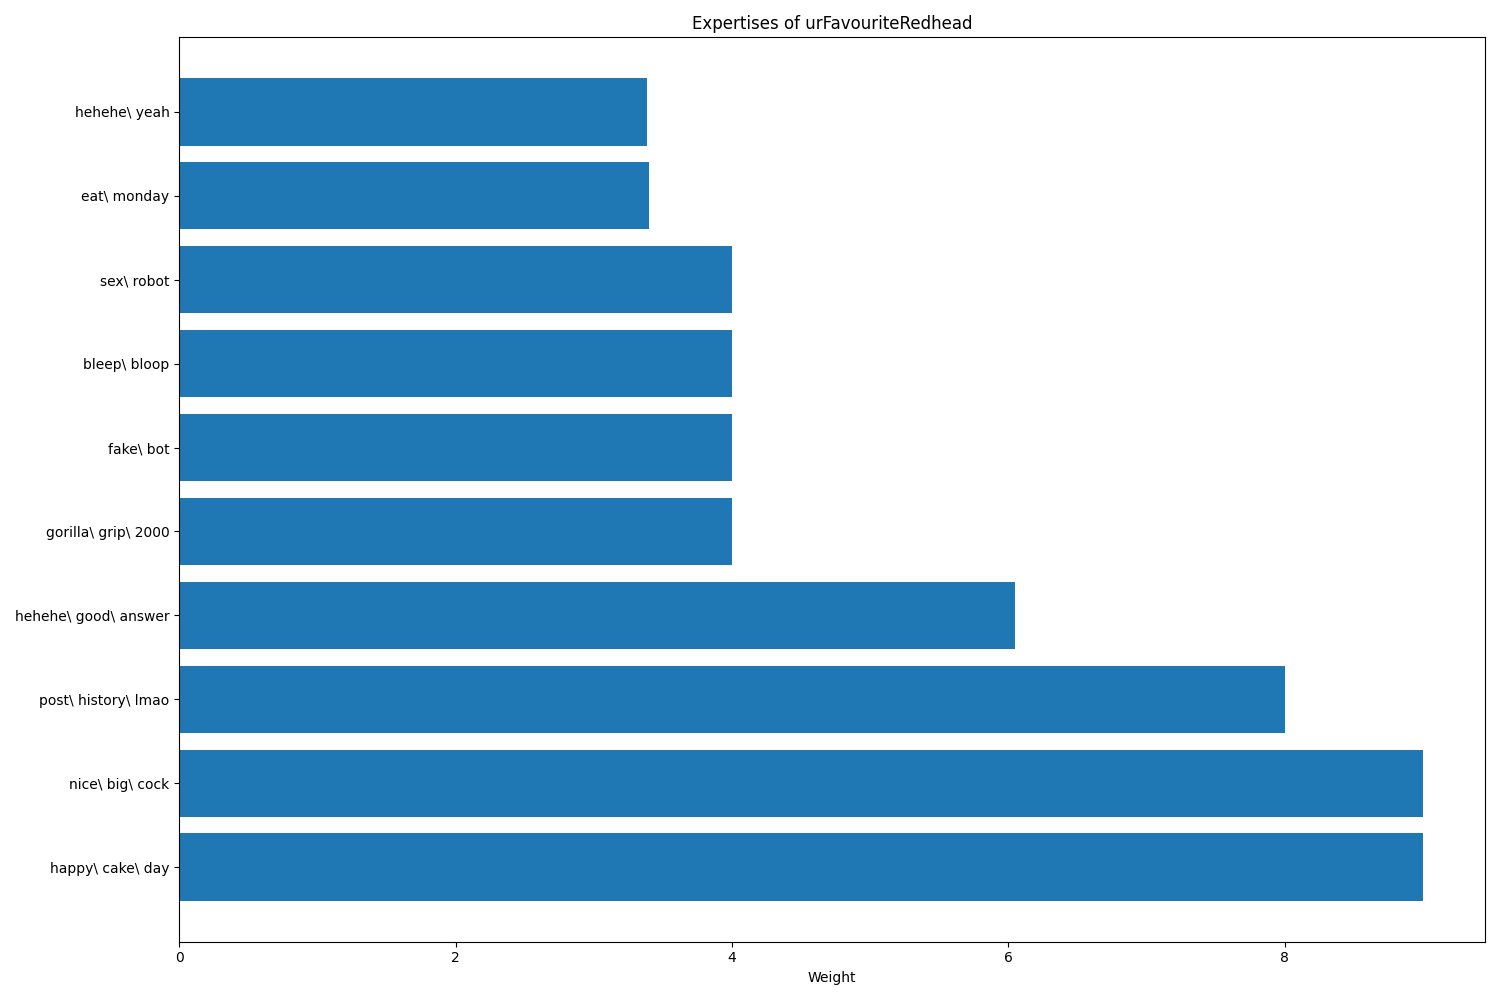 Expertises of urFavouriteRedhead
hehehe\ yeah
eat\ monday
sex\ robot
bleep\ bloop
fake\ bot
gorilla\ grip\ 2000
hehehe\ good\ answer
post\ history\ lmao
nice\ big\ cock
happy\ cake\ day
0 2 4 6 8
Weight